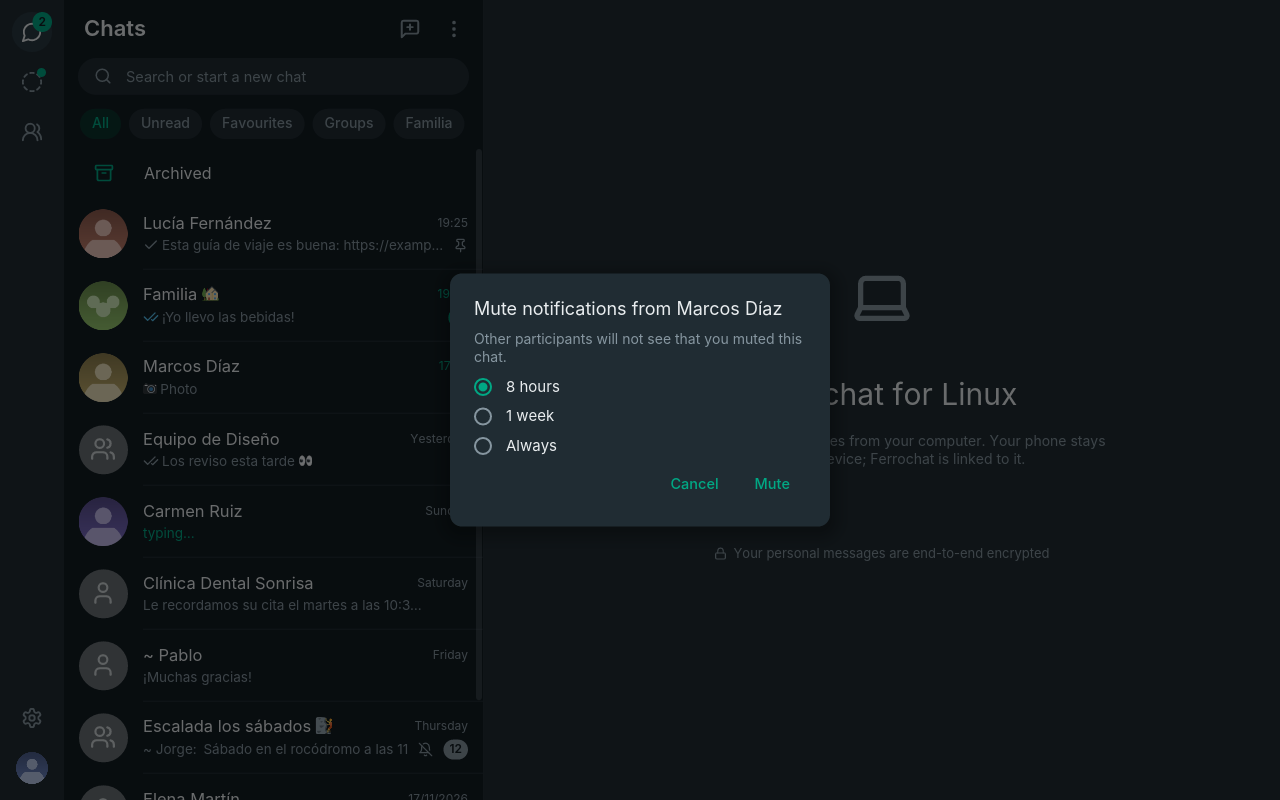 2
Chats
Search or start a new chat
All
Unread
Favourites
Groups
Familia
Archived
Lucía Fernández
19:25
Esta guía de viaje es buena: https://examp...
Familia 🏡
¡Yo llevo las bebidas!
Marcos Díaz
📷 Photo
Equipo de Diseño
Los reviso esta tarde 👀
Carmen Ruiz
typing...
Clínica Dental Sonrisa
Saturday
Le recordamos su cita el martes a las 10:3...
~ Pablo
Friday
¡Muchas gracias!
Escalada los sábados 🧗
Thursday
~ Jorge: Sábado en el rocódromo a las 11
12
Elena Martín
17/11/2026
Mute notifications from Marcos Díaz
Other participants will not see that you muted this
chat.
8 hours
1 week
Always
Cancel
Mute
chat for Linux
from your computer. Your phone stays
Ferrochat is linked to it.
Your personal messages are end-to-end encrypted